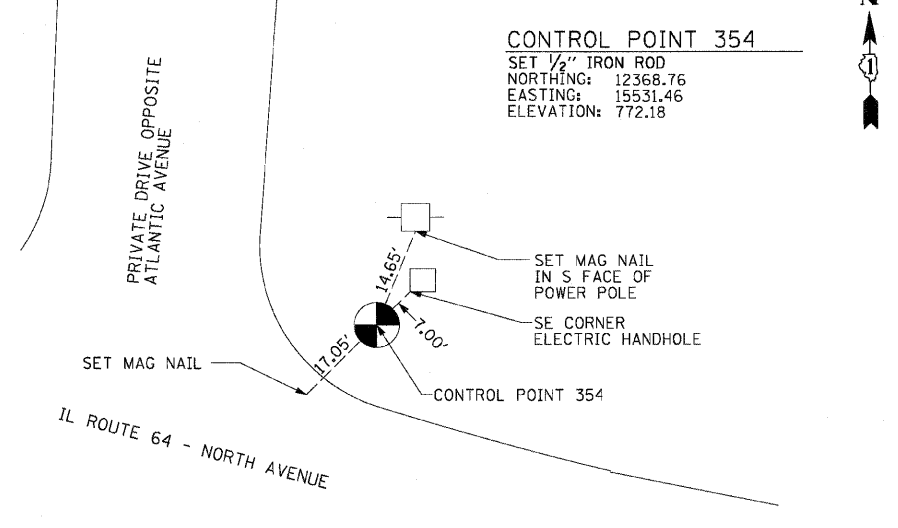 N
1
CONTROL POINT 354
SET 1/2" IRON ROD
NORTHING: 12368.76
EASTING: 15531.46
ELEVATION: 772.18
PRIVATE DRIVE OPPOSITE
ATLANTIC AVENUE
14.65'
SET MAG NAIL
IN S FACE OF
POWER POLE
7.00'
SE CORNER
ELECTRIC HANDHOLE
17.05'
SET MAG NAIL
CONTROL POINT 354
IL ROUTE 64 - NORTH AVENUE